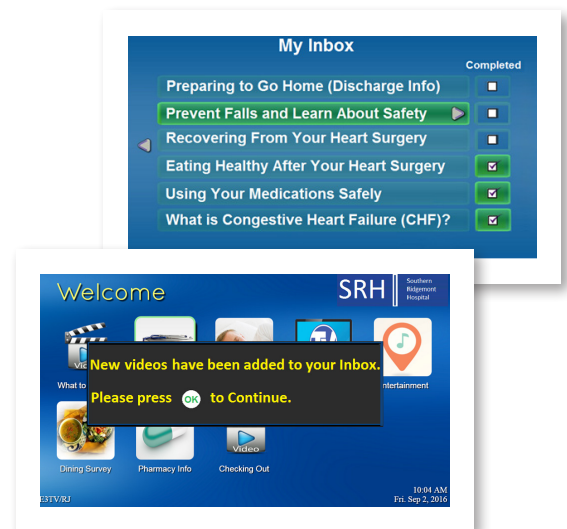 My Inbox
Completed
Preparing to Go Home (Discharge Info)
Prevent Falls and Learn About Safety
Recovering From Your Heart Surgery
Eating Healthy After Your Heart Surgery
Using Your Medications Safely
What is Congestive Heart Failure (CHF)?
Welcome
SRH
Southern
Ridgemont
Hospital
New videos have been added to your Inbox.
Please press OK to Continue.
What to
ntertainment
Video
Dining Survey
Pharmacy Info
Checking Out
E3TV/RJ
10:04 AM
Fri. Sep 2, 2016